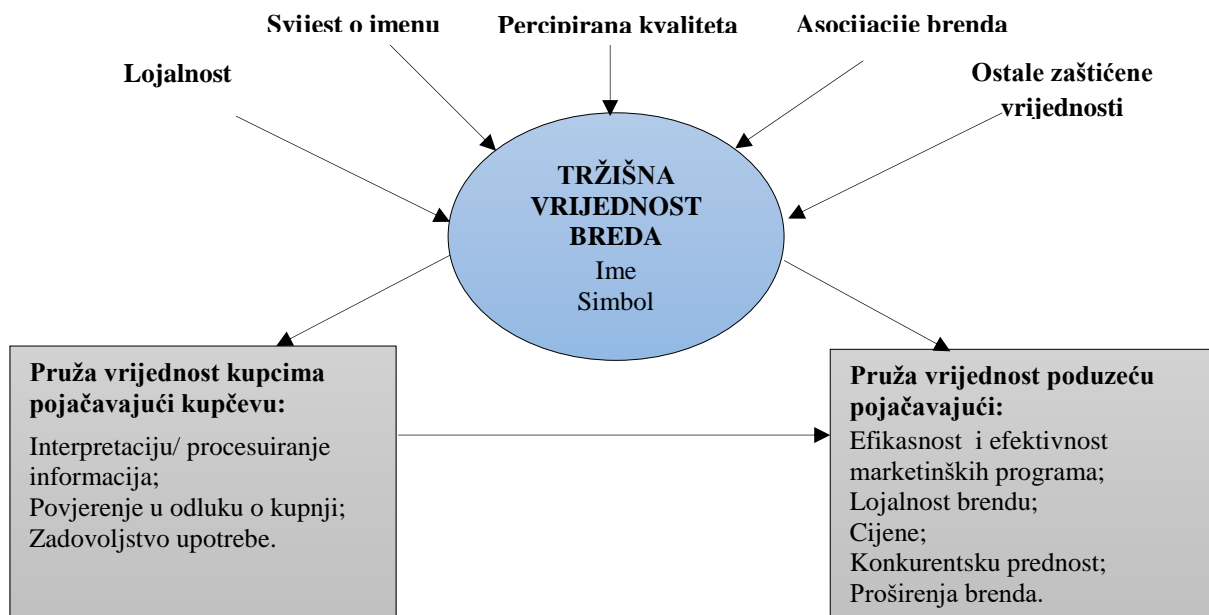 Svijest o imenu
Percipirana kvaliteta
Asocijacije brenda
Lojalnost
Ostale zaštićene
vrijednosti
TRŽIŠNA
VRIJEDNOST
BREDA
Ime
Simbol
Pruža vrijednost kupcima
pojačavajući kupčevu:
Interpretaciju/ procesuiranje
informacija;
Povjerenje u odluku o kupnji;
Zadovoljstvo upotrebe.
Pruža vrijednost poduzeću
pojačavajući:
Efikasnost i efektivnost
marketinških programa;
Lojalnost brendu;
Cijene;
Konkurentsku prednost;
Proširenja brenda.